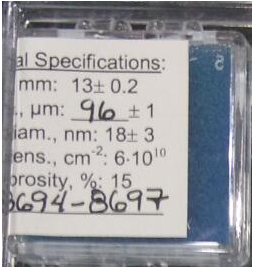 al Specifications:
mm: 13± 0.2
., µm: 96 ± 1
iam., nm: 18± 3
ens., cm⁻²: 6·10¹⁰
orosity, %: 15
8694-8697